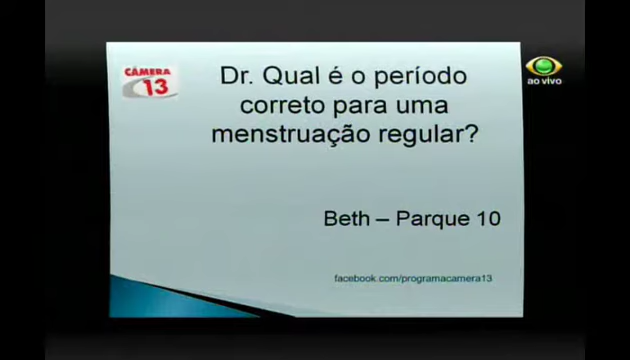 CÂMERA
13
Dr. Qual é o período
correto para uma
menstruação regular?
ao vivo
Beth – Parque 10
facebook.com/programacamera13